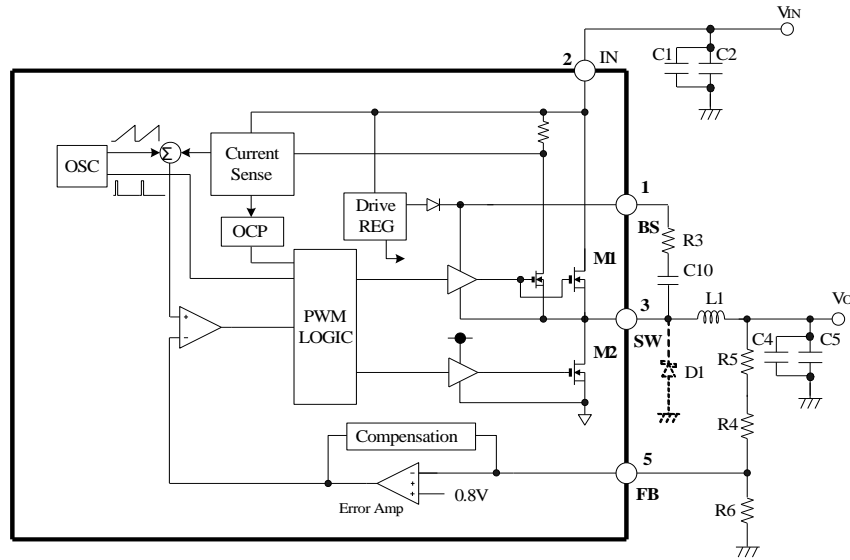 VIN
2 IN
C1 C2
OSC
Σ
Current
Sense
1
BS
Drive
REG
OCP
R3
M1
C10
PWM
LOGIC
3
SW
L1
VO
M2
C4 C5
R5
D1
+
-
Compensation
R4
5
FB
-
+
+
0.8V
Error Amp
R6